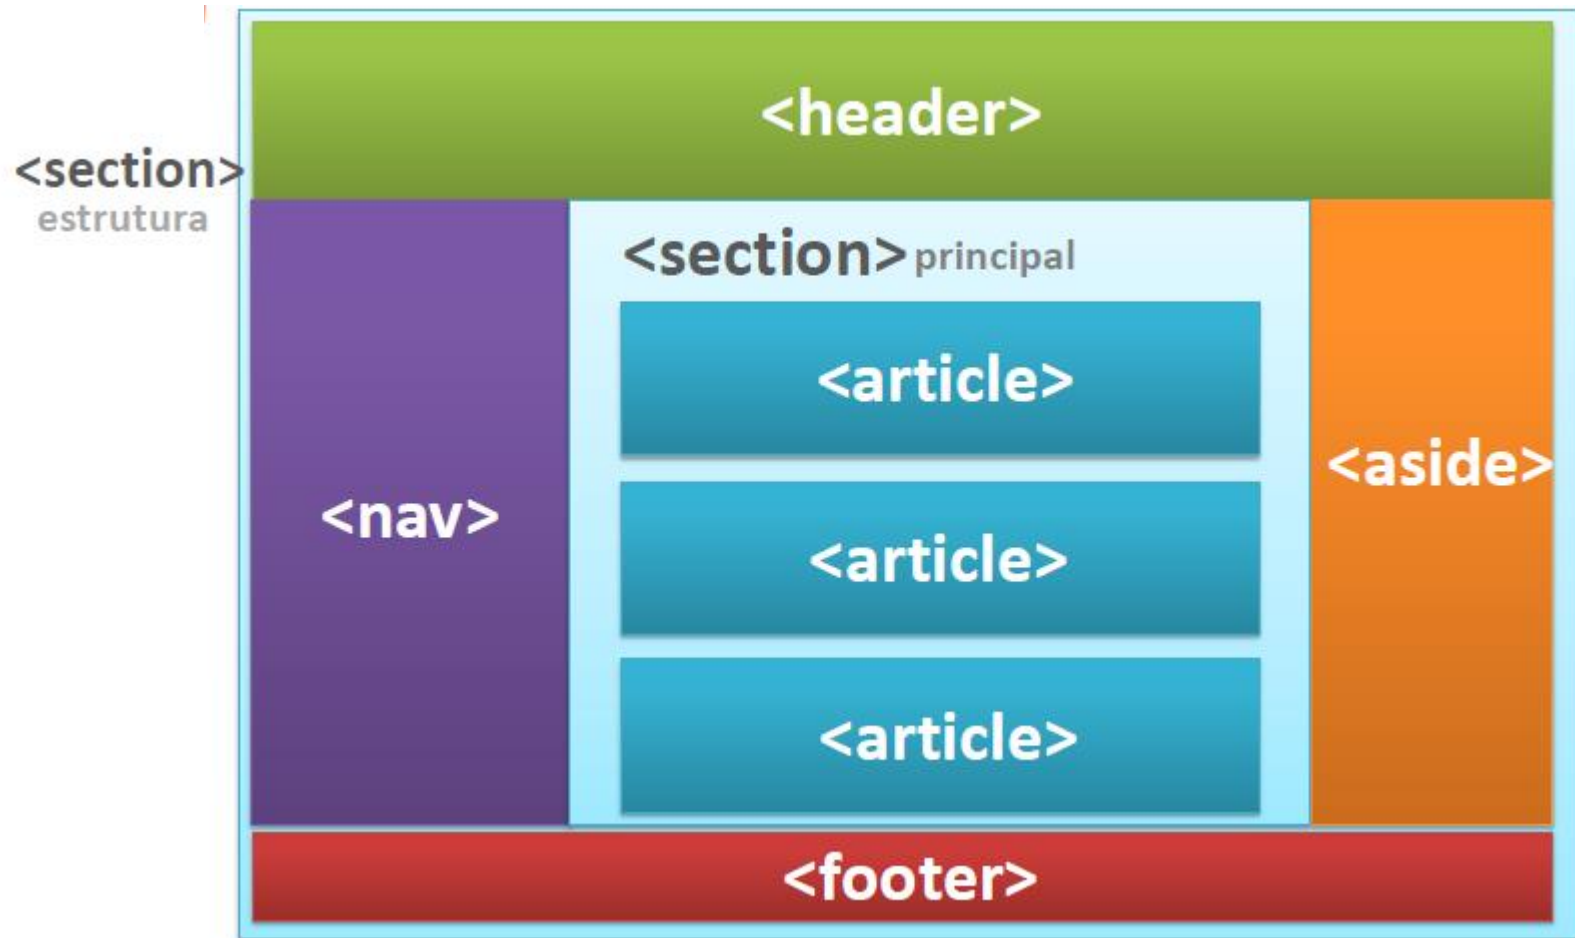 <header>
<section>
estrutura
<section> principal
<article>
<aside>
<nav>
<article>
<article>
<footer>